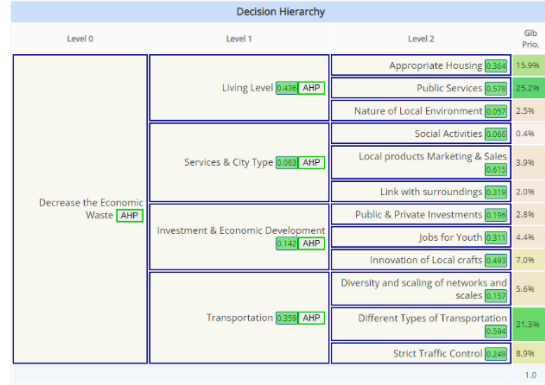 Decision Hierarchy
Level 0 Level 1 Level 2 Glb Prio.
Decrease the Economic
Waste AHP
Living Level 0.436 AHP
Appropriate Housing 0.364 15.9%
Public Services 0.578 25.2%
Nature of Local Environment 0.057 2.5%
Services & City Type 0.063 AHP
Social Activities 0.066 0.4%
Local products Marketing & Sales
0.615 3.9%
Link with surroundings 0.319 2.0%
Investment & Economic Development
0.142 AHP
Public & Private Investments 0.196 2.8%
Jobs for Youth 0.311 4.4%
Innovation of Local crafts 0.493 7.0%
Transportation 0.359 AHP
Diversity and scaling of networks and
scales 0.157 5.6%
Different Types of Transportation
0.594 21.3%
Strict Traffic Control 0.249 8.9%
1.0